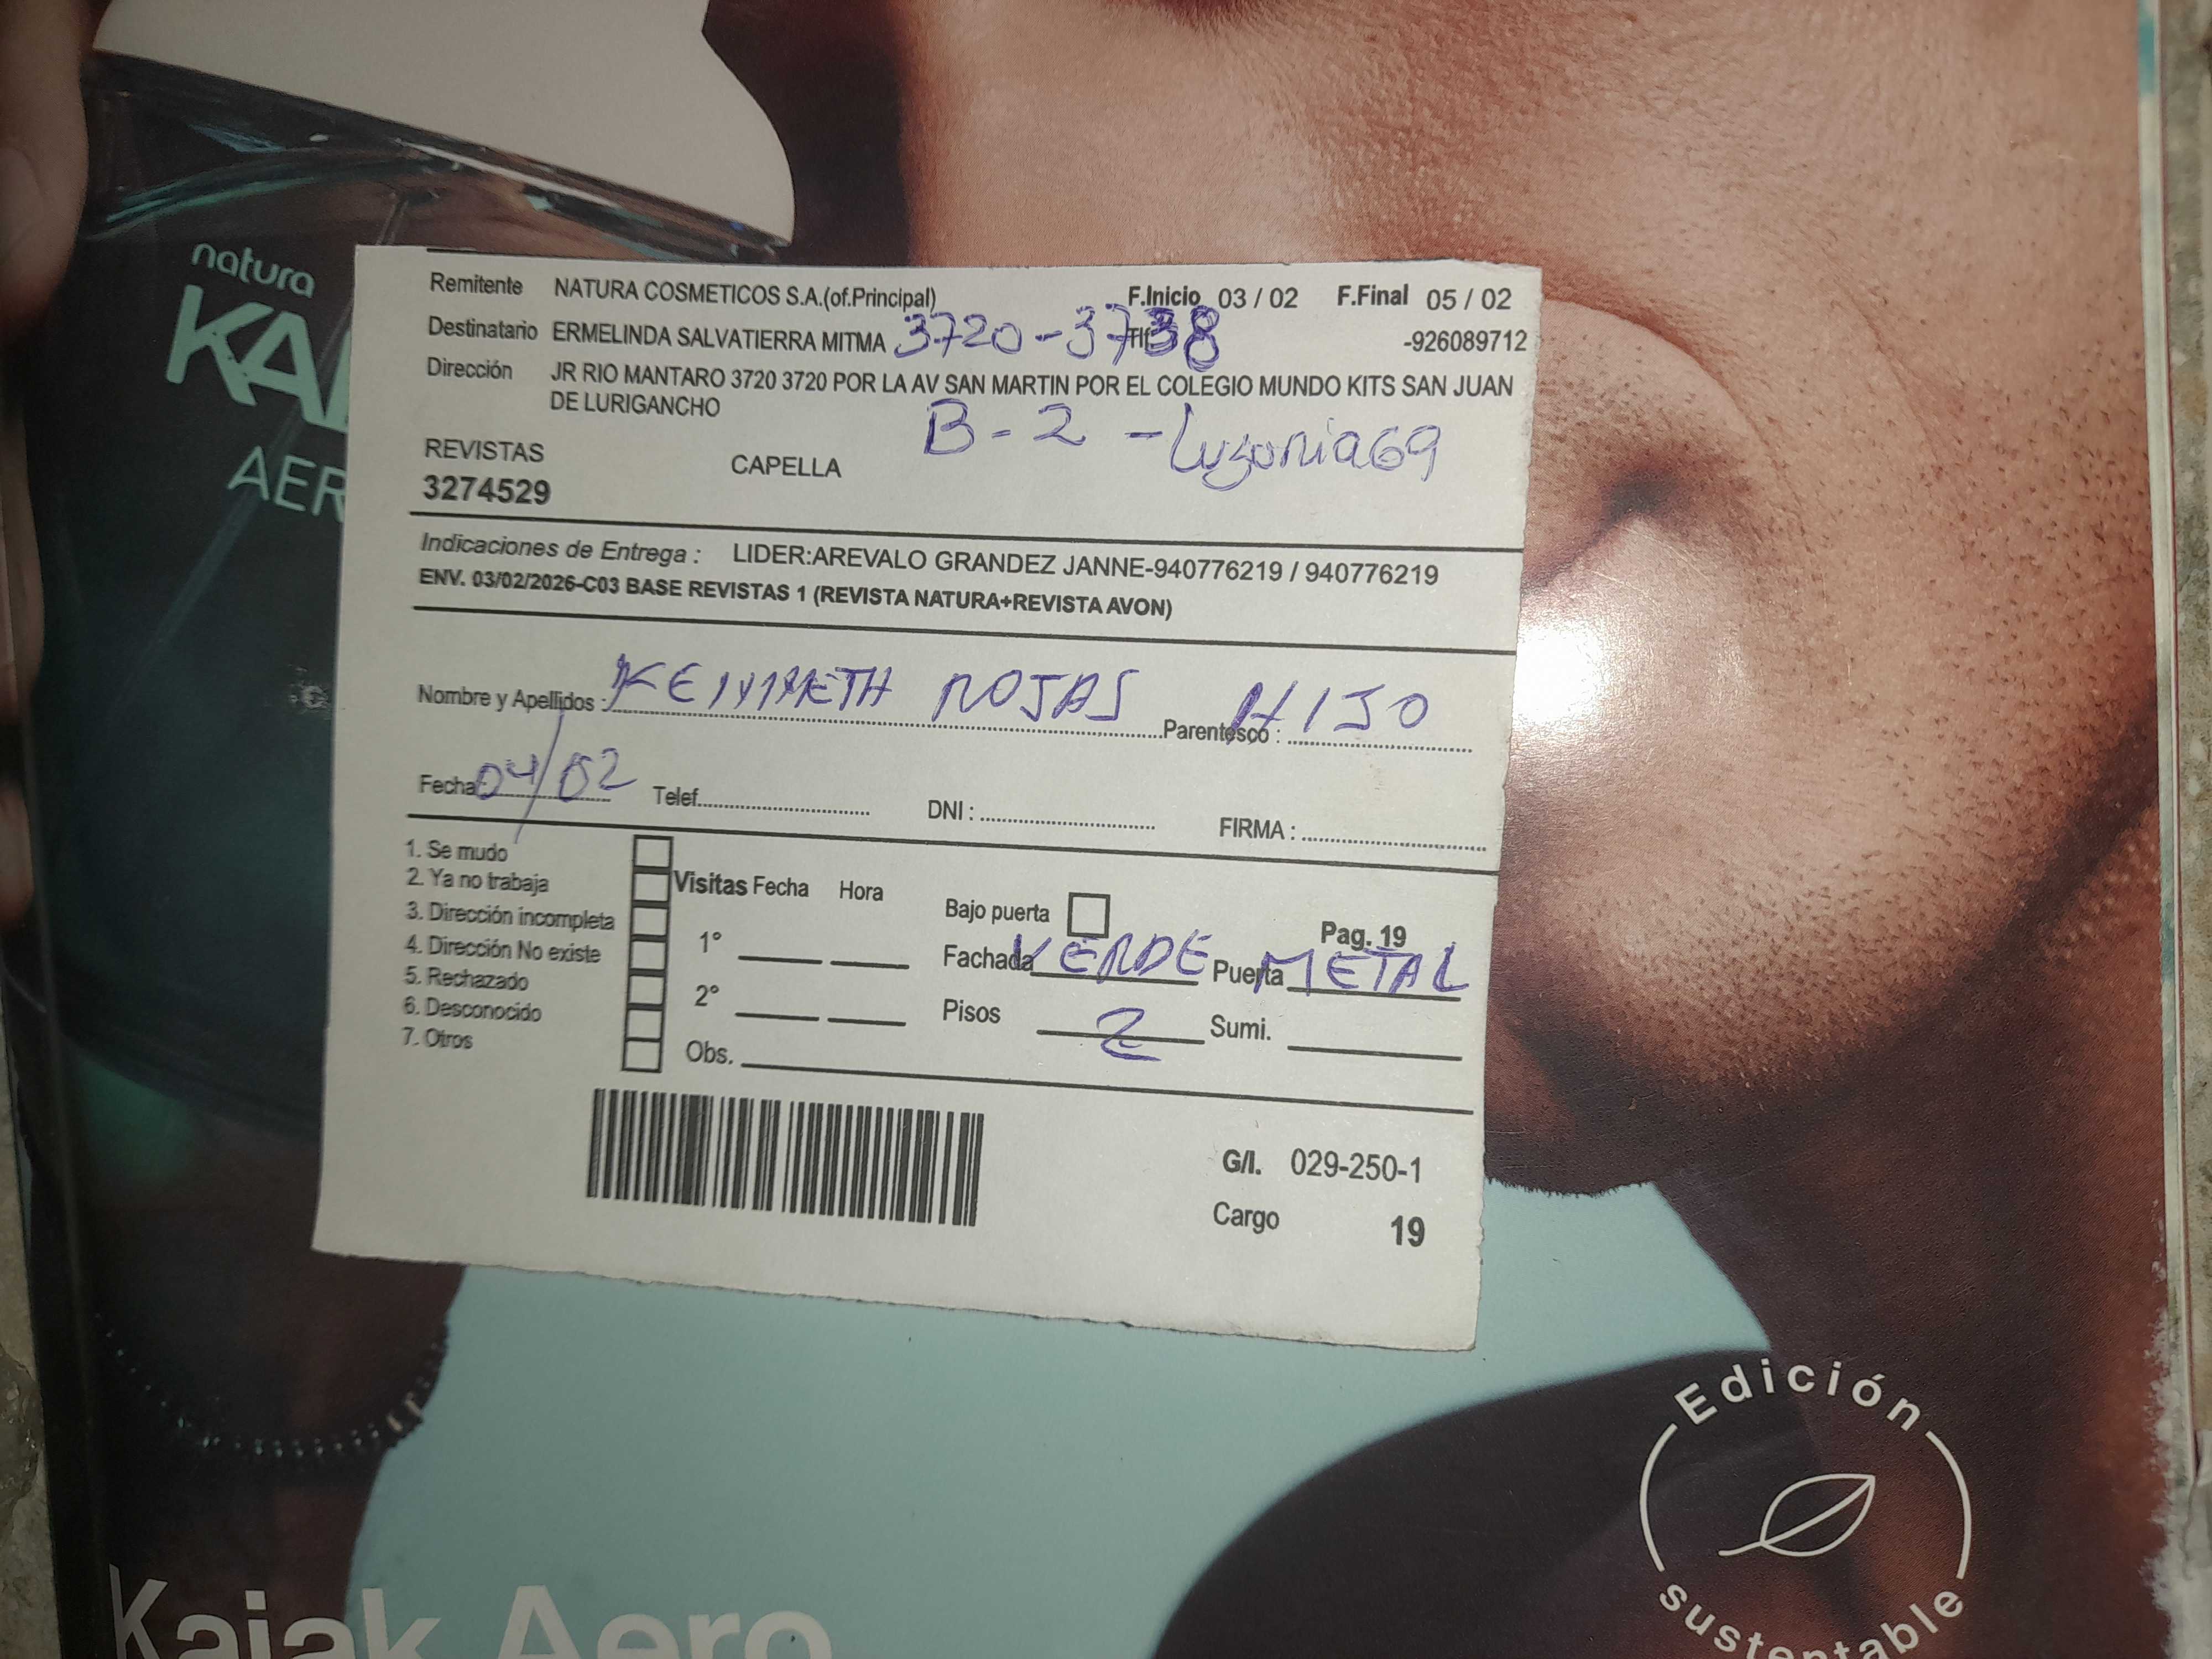 natura
KAI
AER
Remitente NATURA COSMETICOS S.A.(of.Principal) F.Inicio 03 / 02 F.Final 05 / 02
Destinatario ERMELINDA SALVATIERRA MITMA 3720-3738 Tlf -926089712
Dirección JR RIO MANTARO 3720 3720 POR LA AV SAN MARTIN POR EL COLEGIO MUNDO KITS SAN JUAN
DE LURIGANCHO
B-2 - Luzonia69
REVISTAS CAPELLA
3274529
Indicaciones de Entrega : LIDER:AREVALO GRANDEZ JANNE-940776219 / 940776219
ENV. 03/02/2026-C03 BASE REVISTAS 1 (REVISTA NATURA+REVISTA AVON)
Nombre y Apellidos : KENNETH ROJAS Parentesco : HIJO
Fecha 04/02 Telef. DNI : FIRMA :
1. Se mudo
2. Ya no trabaja Visitas Fecha Hora Bajo puerta
3. Dirección incompleta 1° Pag. 19
4. Dirección No existe Fachada VERDE Puerta METAL
5. Rechazado 2°
6. Desconocido Pisos 2 Sumi.
7. Otros Obs.
G/I. 029-250-1
Cargo 19
Edición
sustentable
Kaiak Aero